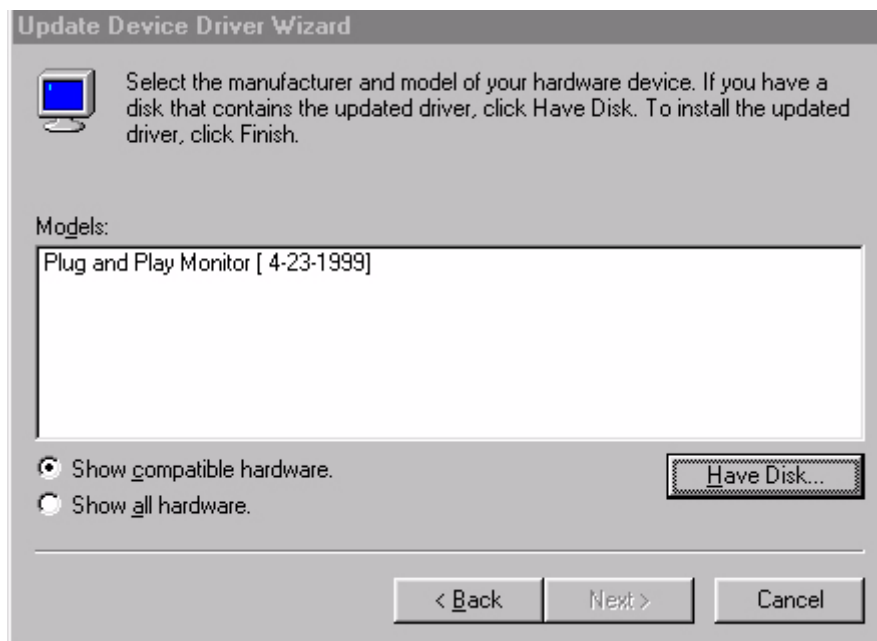 Update Device Driver Wizard
Select the manufacturer and model of your hardware device. If you have a
disk that contains the updated driver, click Have Disk. To install the updated
driver, click Finish.
Models:
Plug and Play Monitor [ 4-23-1999]
Show compatible hardware.
Have Disk...
Show all hardware.
< Back
Next >
Cancel